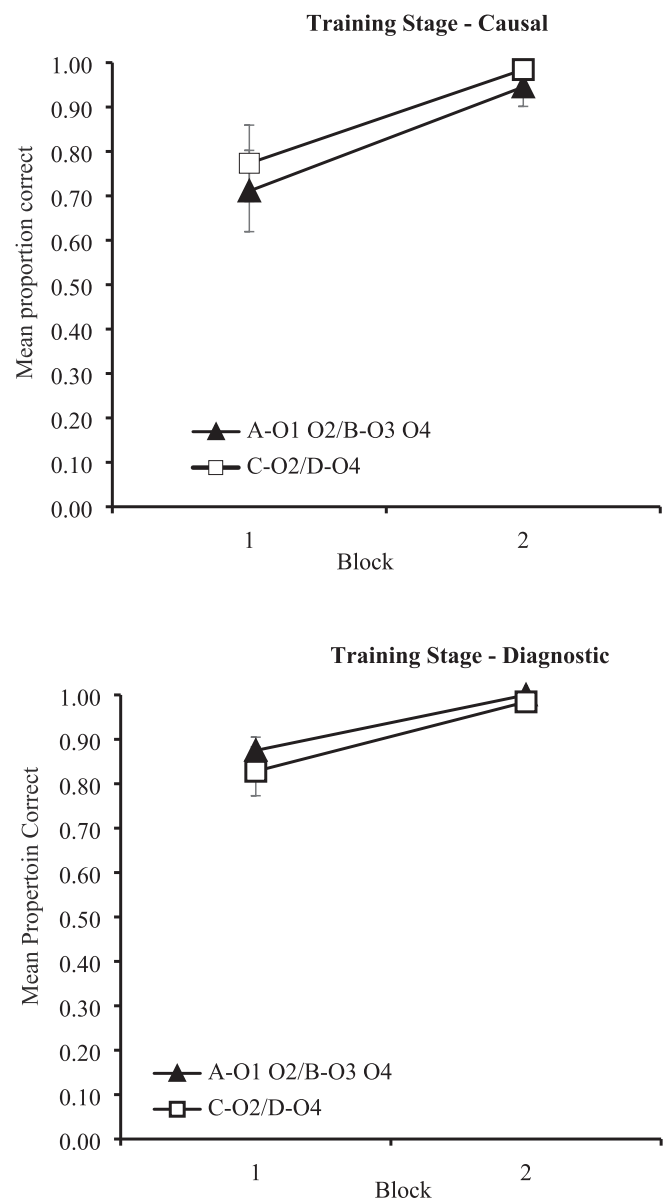 Training Stage - Causal
Mean proportion correct
1.00
0.90
0.80
0.70
0.60
0.50
0.40
0.30
0.20
0.10
0.00
A-O1 O2/B-O3 O4
C-O2/D-O4
1 2
Block
Training Stage - Diagnostic
Mean Propertoin Correct
1.00
0.90
0.80
0.70
0.60
0.50
0.40
0.30
0.20
0.10
0.00
A-O1 O2/B-O3 O4
C-O2/D-O4
1 2
Block